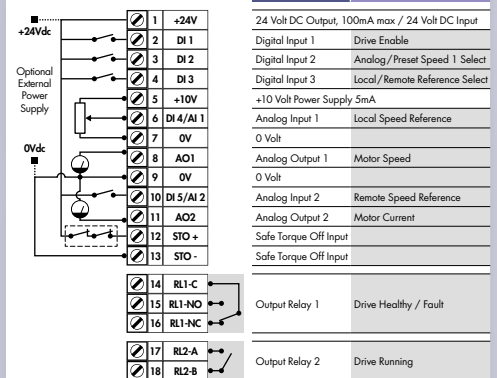 +24Vdc
Optional
External
Power
Supply
0Vdc
1 +24V 24 Volt DC Output, 100mA max / 24 Volt DC Input
2 DI 1 Digital Input 1 Drive Enable
3 DI 2 Digital Input 2 Analog/Preset Speed 1 Select
4 DI 3 Digital Input 3 Local/Remote Reference Select
5 +10V +10 Volt Power Supply 5mA
6 DI 4/AI 1 Analog Input 1 Local Speed Reference
7 0V 0 Volt
8 AO1 Analog Output 1 Motor Speed
9 0V 0 Volt
10 DI 5/AI 2 Analog Input 2 Remote Speed Reference
11 AO2 Analog Output 2 Motor Current
12 STO + Safe Torque Off Input
13 STO - Safe Torque Off Input
14 RL1-C
15 RL1-NO Output Relay 1 Drive Healthy / Fault
16 RL1-NC
17 RL2-A
Output Relay 2 Drive Running
18 RL2-B